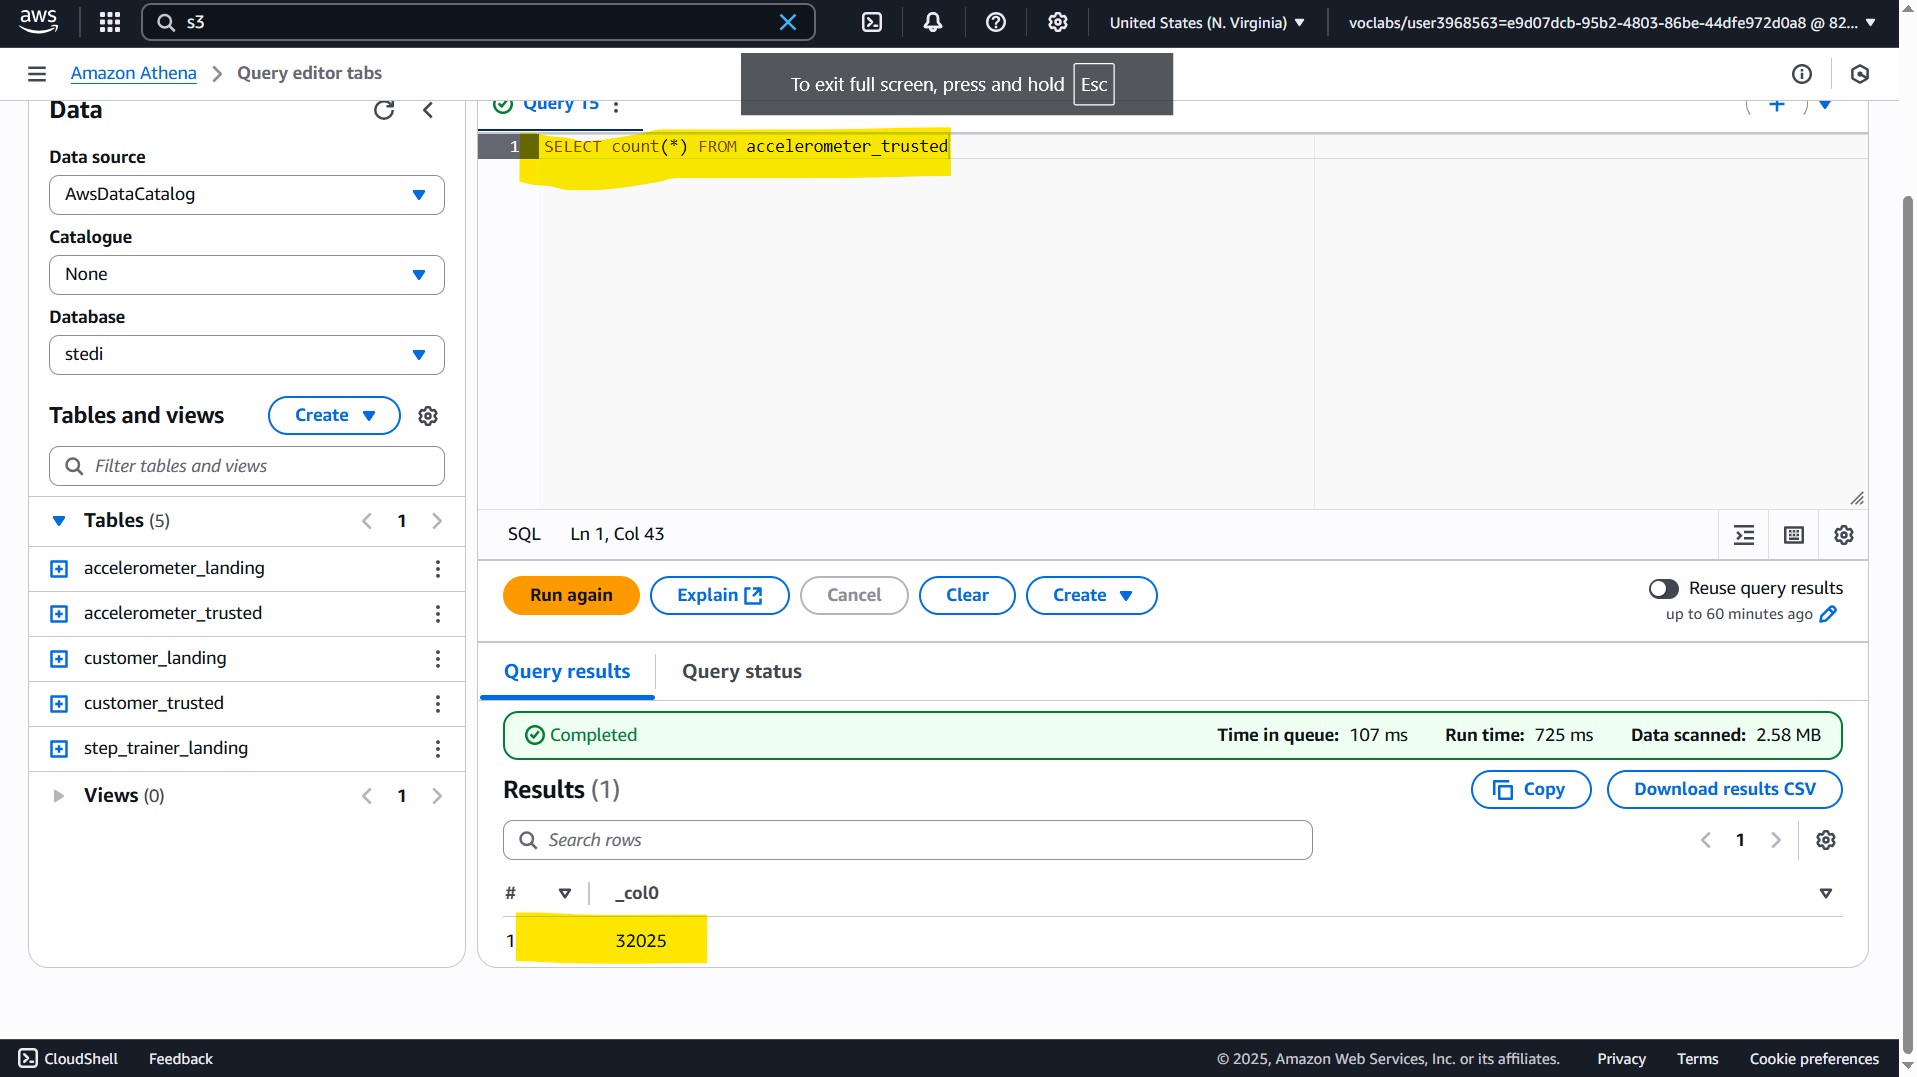 aws
s3
United States (N. Virginia)
voclabs/user3968563=e9d07dcb-95b2-4803-86be-44dfe972d0a8 @ 82...
Amazon Athena > Query editor tabs
To exit full screen, press and hold Esc
Data
Data source
AwsDataCatalog
Catalogue
None
Database
stedi
Tables and views
Create
Filter tables and views
Tables (5)
1
accelerometer_landing
accelerometer_trusted
customer_landing
customer_trusted
step_trainer_landing
Views (0)
1
Query 15
1 SELECT count(*) FROM accelerometer_trusted
SQL
Ln 1, Col 43
Run again
Explain
Cancel
Clear
Create
Reuse query results
up to 60 minutes ago
Query results
Query status
Completed
Time in queue: 107 ms
Run time: 725 ms
Data scanned: 2.58 MB
Results (1)
Copy
Download results CSV
Search rows
1
# _col0
1 32025
CloudShell
Feedback
© 2025, Amazon Web Services, Inc. or its affiliates.
Privacy
Terms
Cookie preferences